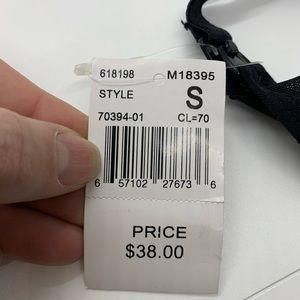 618198 M18395
STYLE S
70394-01 CL=70
6 57102 27673 6
PRICE
$38.00